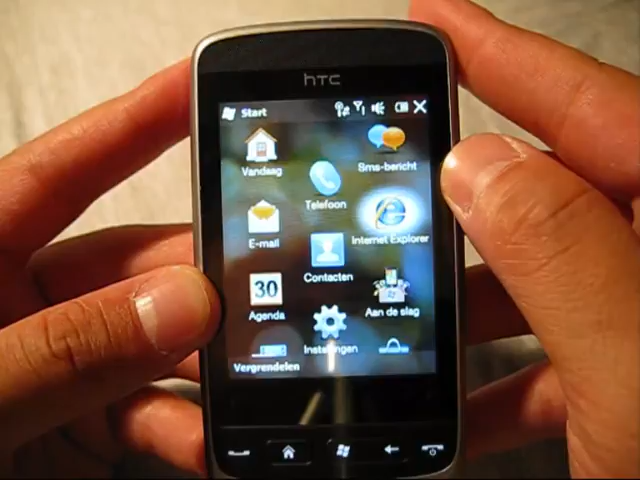 hTC
Start
Vandaag
Sms-bericht
Telefoon
E-mail
Internet Explorer
Contacten
30
Agenda
Aan de slag
Instellingen
Vergrendelen